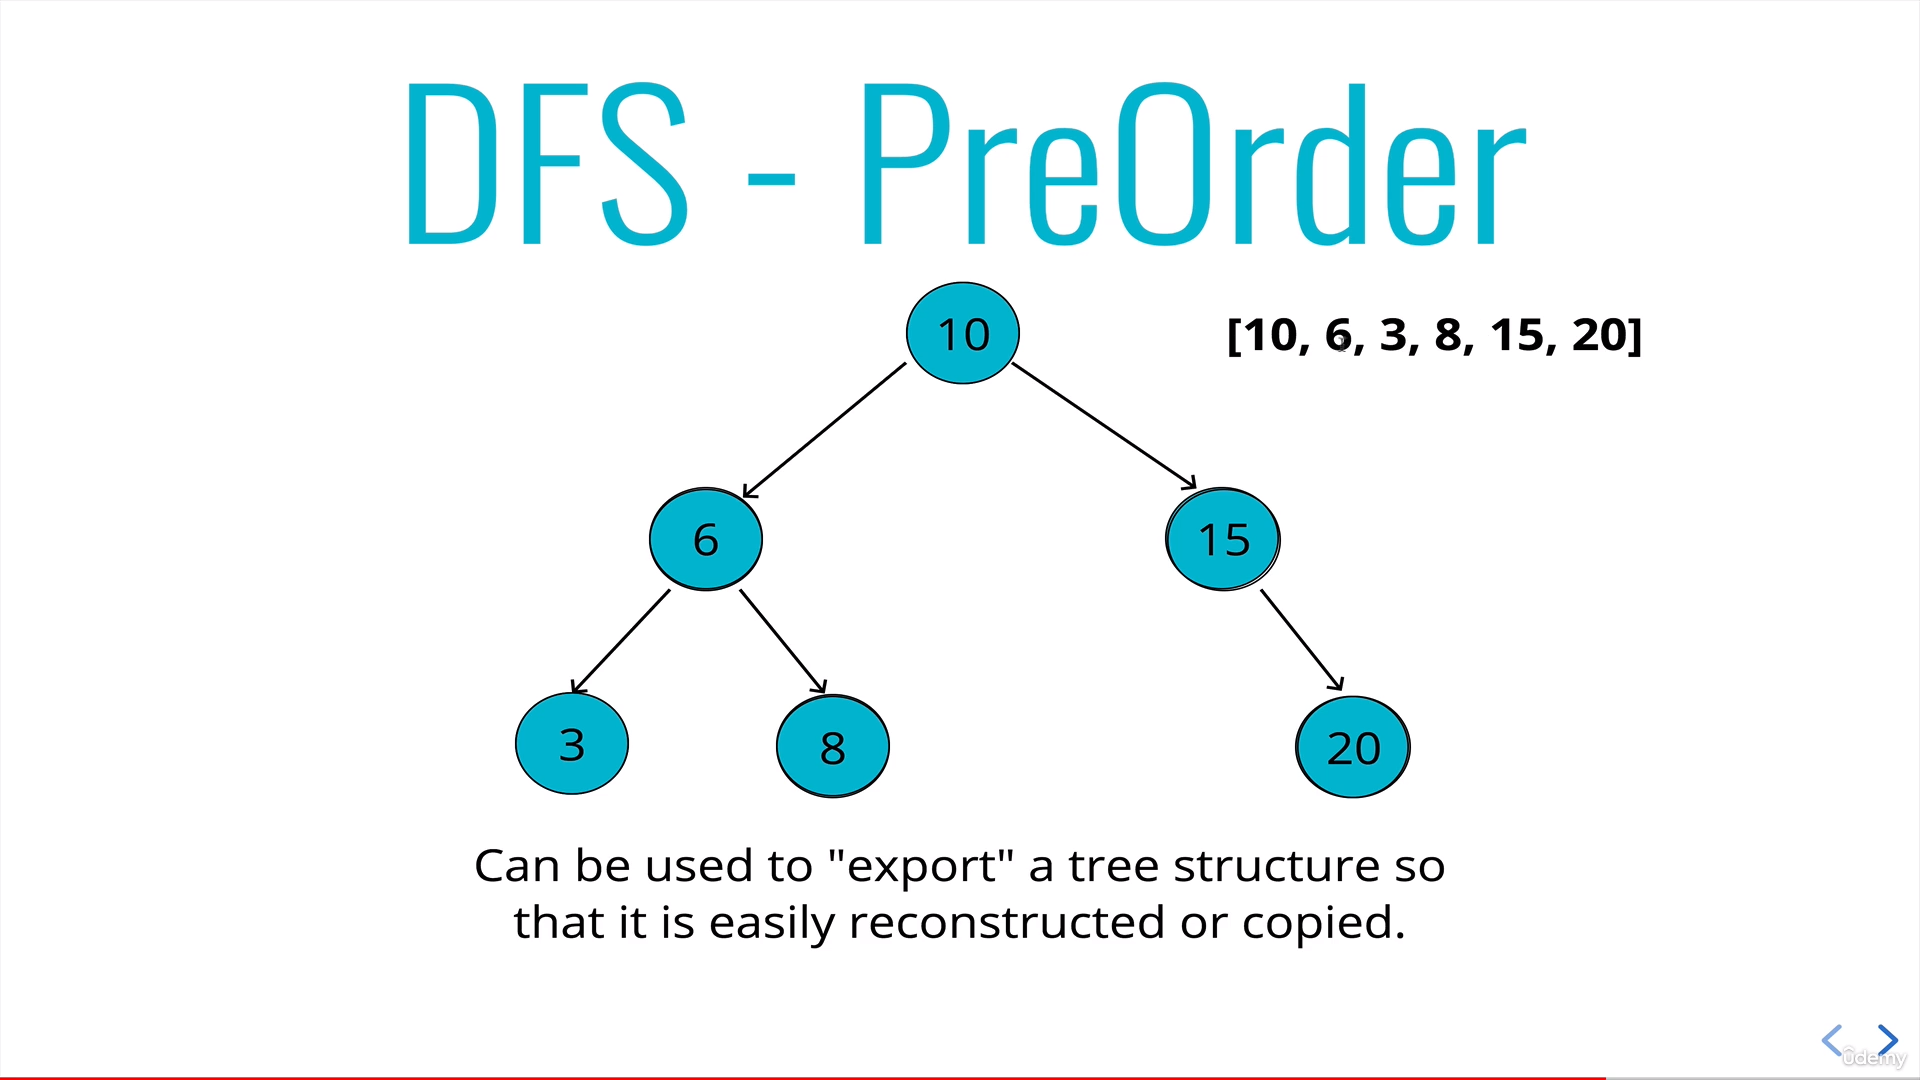 DFS - PreOrder
10
[10, 6, 3, 8, 15, 20]
6
15
3
8
20
Can be used to "export" a tree structure so
that it is easily reconstructed or copied.
ûdemy